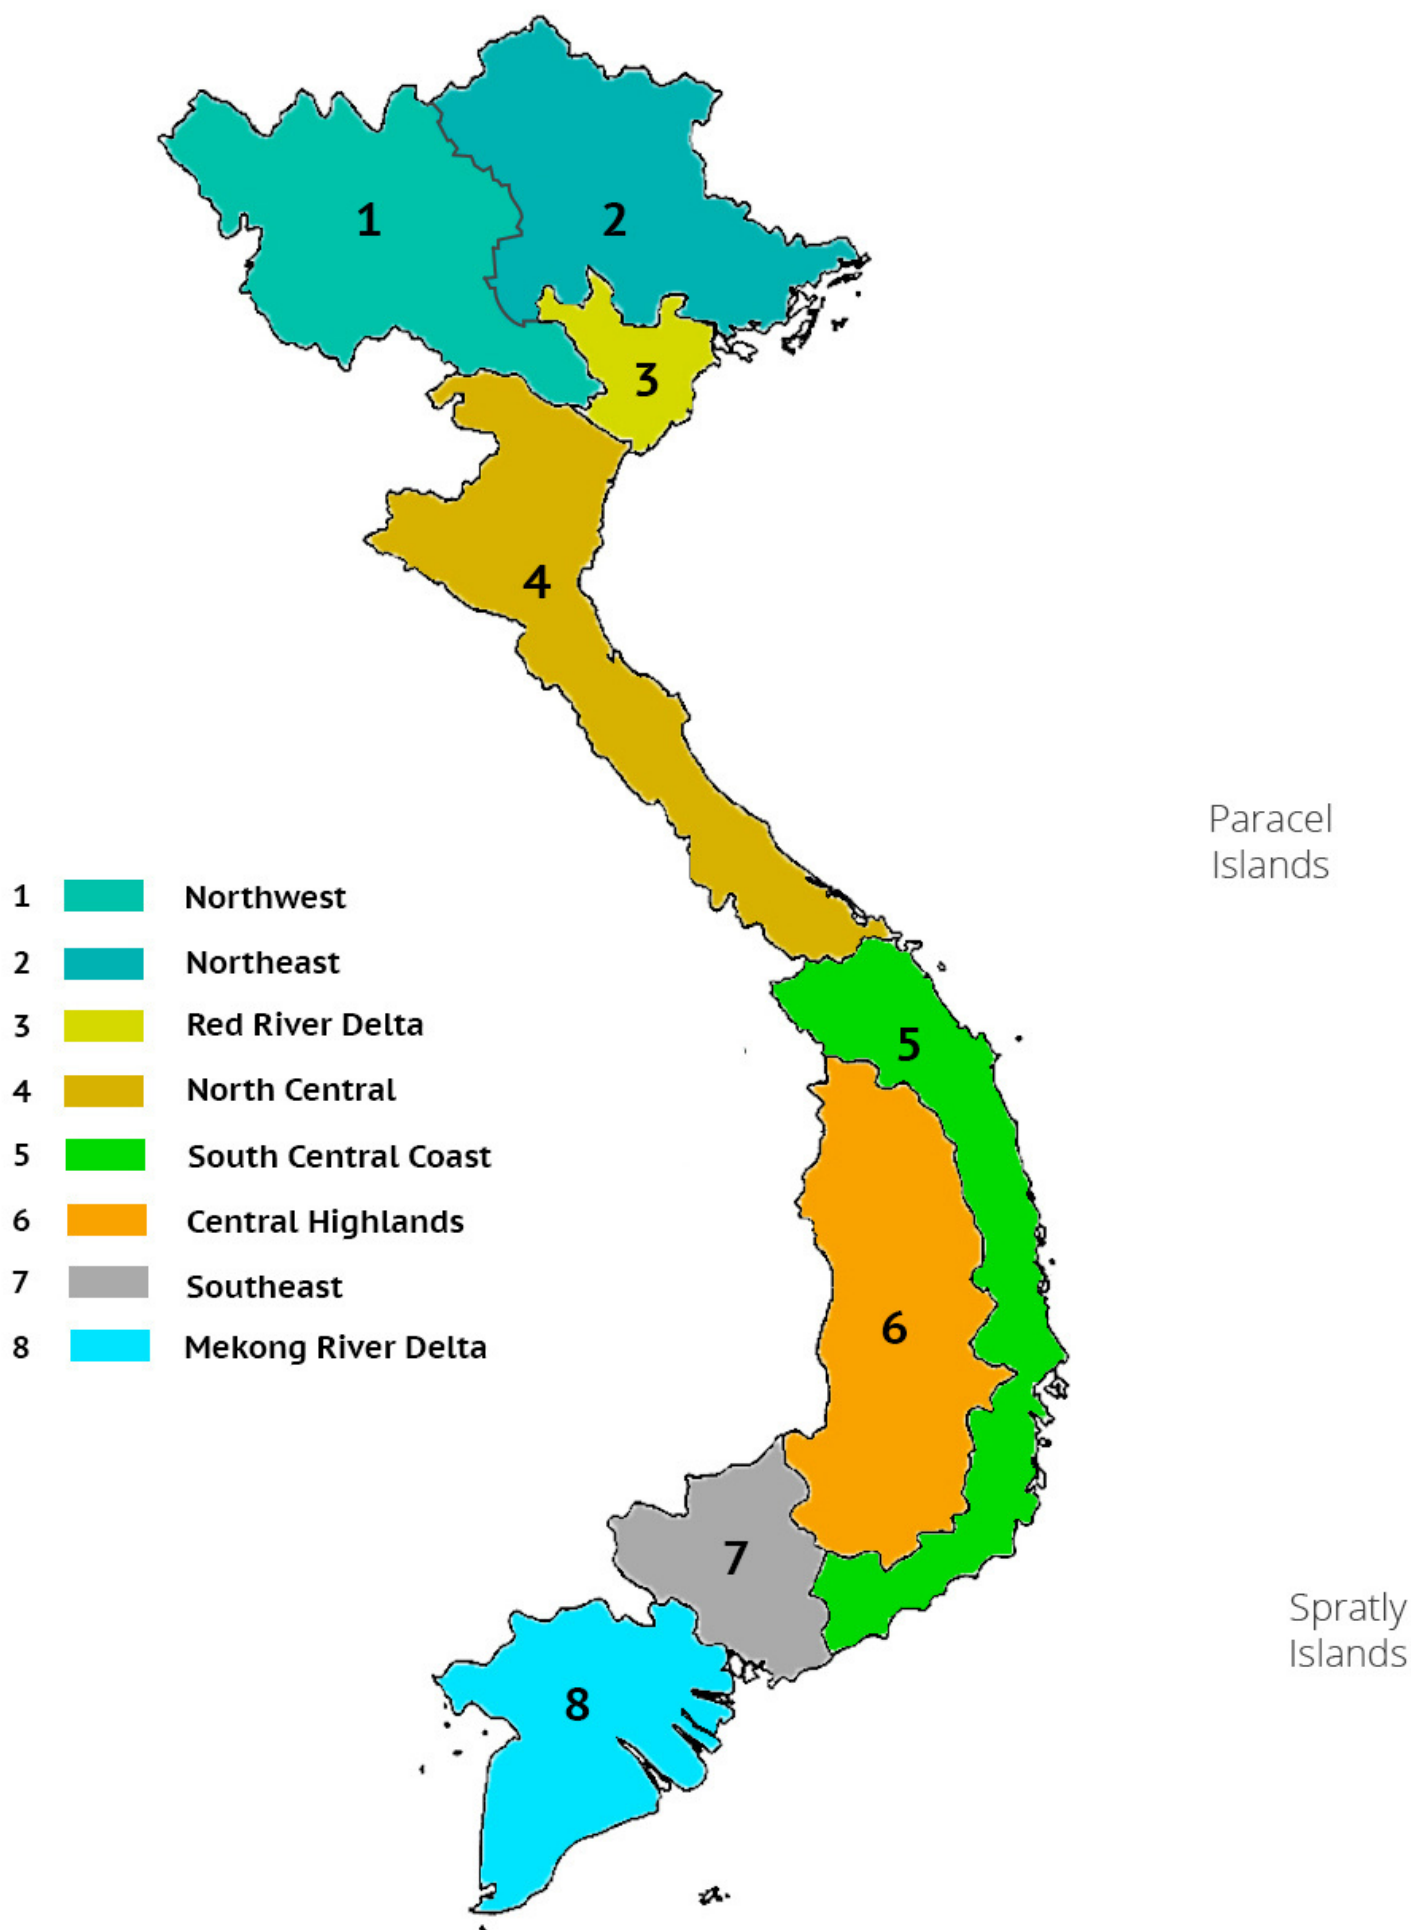 1
2
3
4
Paracel
Islands
1 Northwest
2 Northeast
3 Red River Delta
4 North Central
5 South Central Coast
6 Central Highlands
7 Southeast
8 Mekong River Delta
5
6
7
Spratly
Islands
8